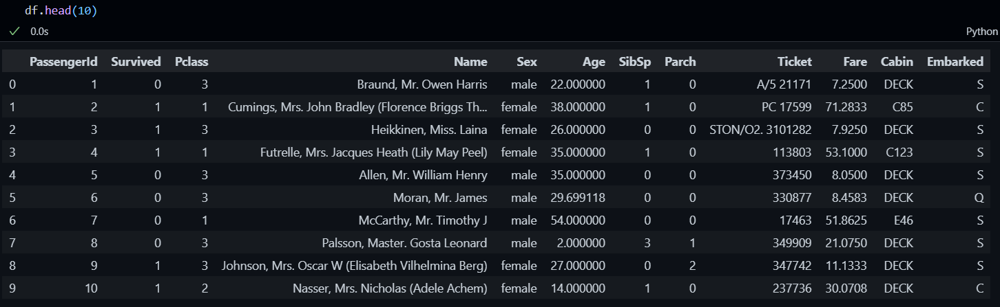 df.head(10)
0.0s
Python
PassengerId Survived Pclass Name Sex Age SibSp Parch Ticket Fare Cabin Embarked
0 1 0 3 Braund, Mr. Owen Harris male 22.000000 1 0 A/5 21171 7.2500 DECK S
1 2 1 1 Cumings, Mrs. John Bradley (Florence Briggs Th... female 38.000000 1 0 PC 17599 71.2833 C85 C
2 3 1 3 Heikkinen, Miss. Laina female 26.000000 0 0 STON/O2. 3101282 7.9250 DECK S
3 4 1 1 Futrelle, Mrs. Jacques Heath (Lily May Peel) female 35.000000 1 0 113803 53.1000 C123 S
4 5 0 3 Allen, Mr. William Henry male 35.000000 0 0 373450 8.0500 DECK S
5 6 0 3 Moran, Mr. James male 29.699118 0 0 330877 8.4583 DECK Q
6 7 0 1 McCarthy, Mr. Timothy J male 54.000000 0 0 17463 51.8625 E46 S
7 8 0 3 Palsson, Master. Gosta Leonard male 2.000000 3 1 349909 21.0750 DECK S
8 9 1 3 Johnson, Mrs. Oscar W (Elisabeth Vilhelmina Berg) female 27.000000 0 2 347742 11.1333 DECK S
9 10 1 2 Nasser, Mrs. Nicholas (Adele Achem) female 14.000000 1 0 237736 30.0708 DECK C